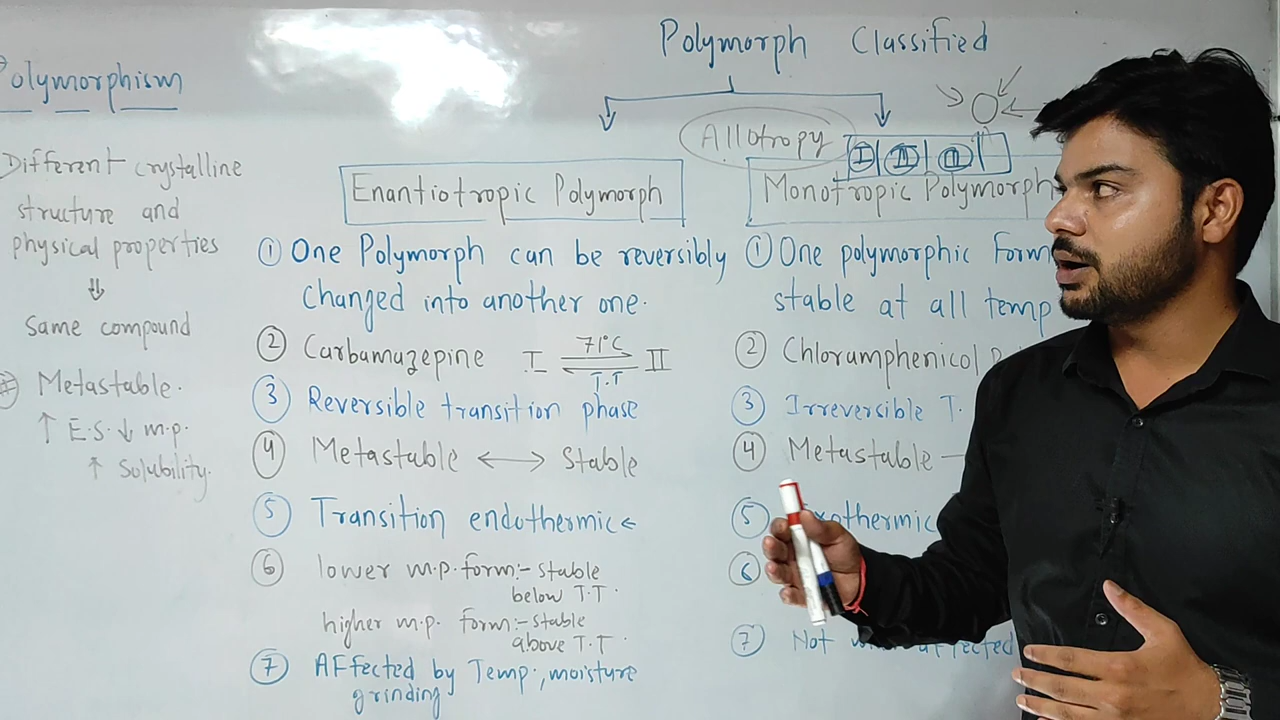 Polymorph Classified
Polymorphism
Allotropy
I II III
Different crystalline
structure and
physical properties
same compound
Metastable.
↑ E.S. ↓ m.p.
↑ Solubility.
Enantiotropic Polymorph
① One Polymorph can be reversibly
changed into another one.
② Carbamazepine I ⇌ II
71°C
T.T
③ Reversible transition phase
④ Metastable ↔ Stable
⑤ Transition endothermic
⑥ lower m.p. form:- stable
below T.T.
higher m.p. form:- stable
above T.T.
⑦ Affected by Temp., moisture
grinding
Monotropic Polymorph
① One polymorphic Form
stable at all temp
② Chloramphenicol
③ Irreversible T.
④ Metastable
⑤
⑥
⑦ Not affected